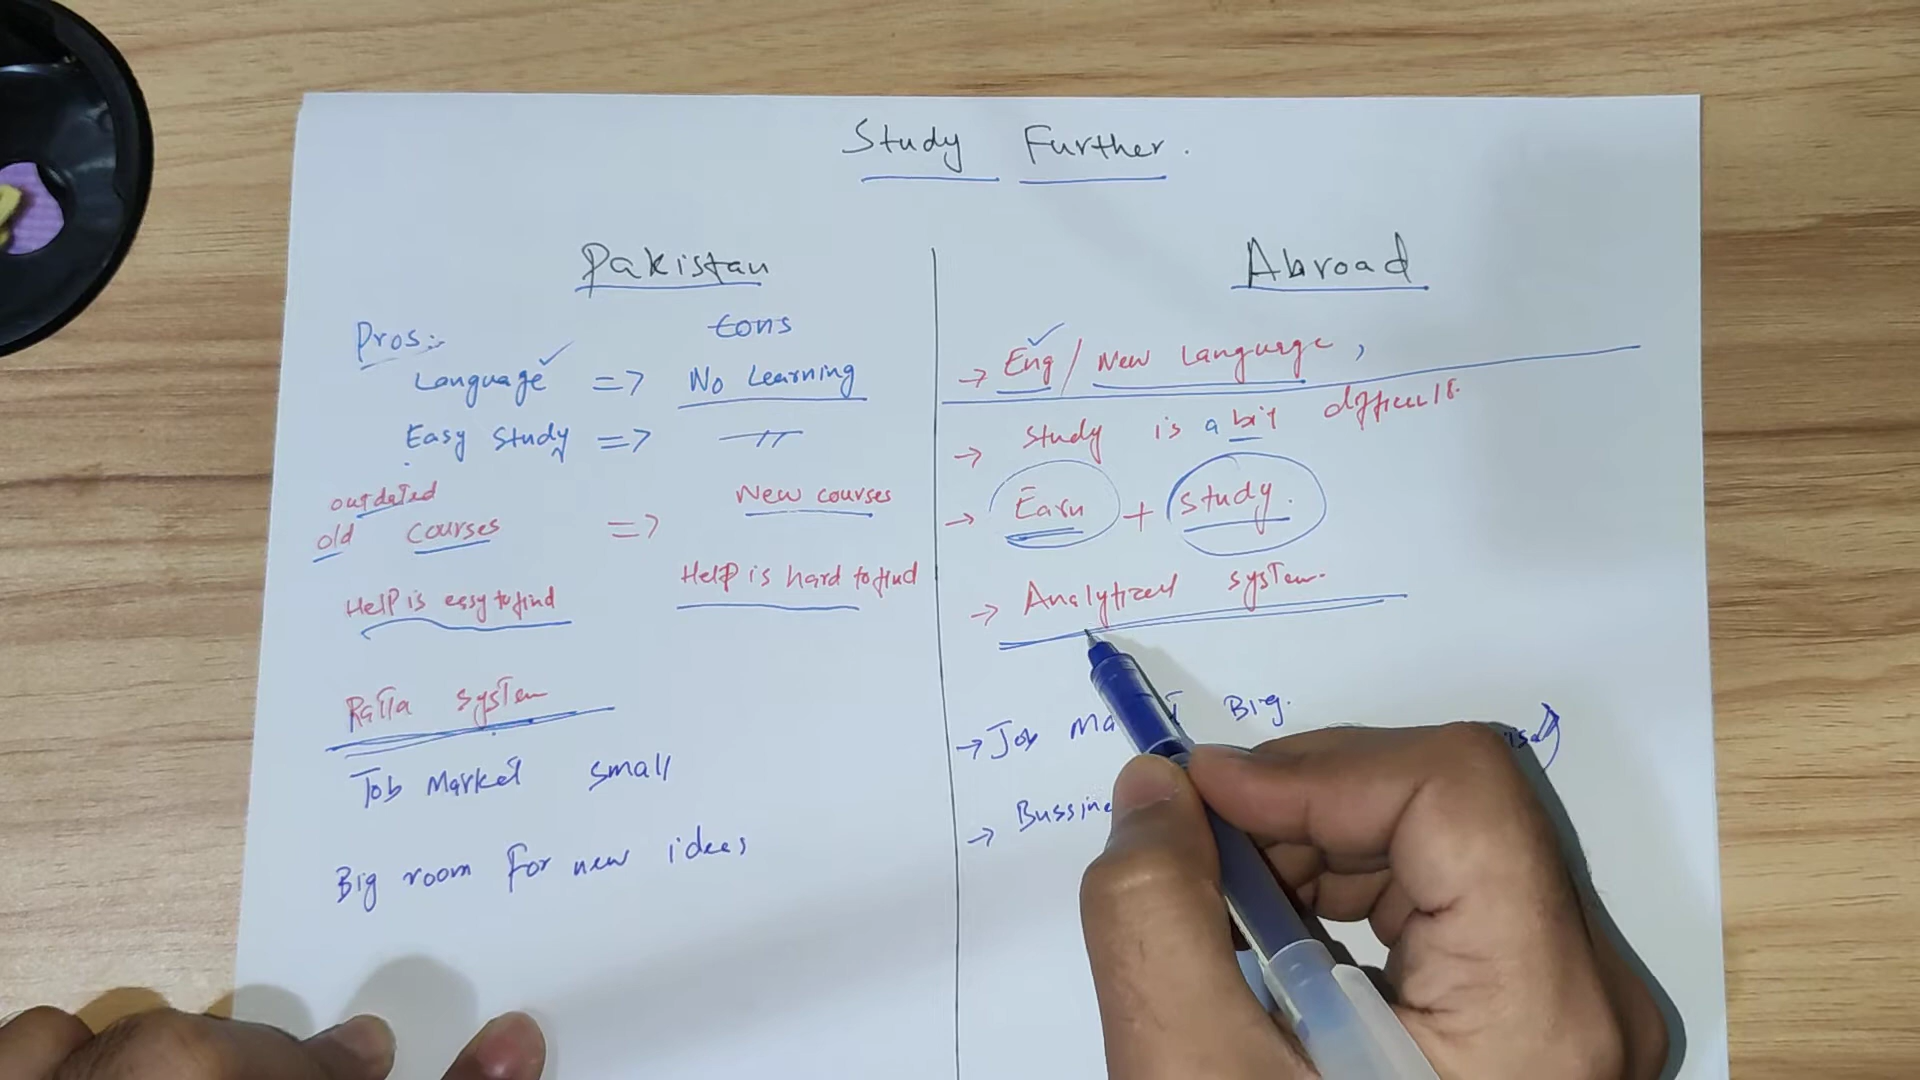 Study Further.
Pakistan
Pros:-
cons
Language => No Learning
Easy Study =>
outdated
old courses => New courses
Help is easy to find
Help is hard to find
Ratta system
Job Market small
Big room For new ideas
Abroad
→ Eng / New Language,
→ Study is a bit difficult.
→ Earn + Study.
→ Analytical system.
→ Job Big.
→